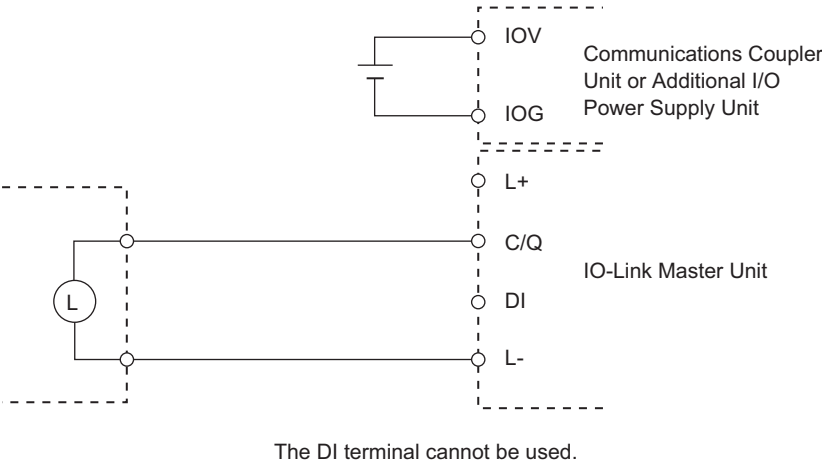 IOV
Communications Coupler
Unit or Additional I/O
Power Supply Unit
IOG
L+
C/Q
IO-Link Master Unit
L
DI
L-
The DI terminal cannot be used.